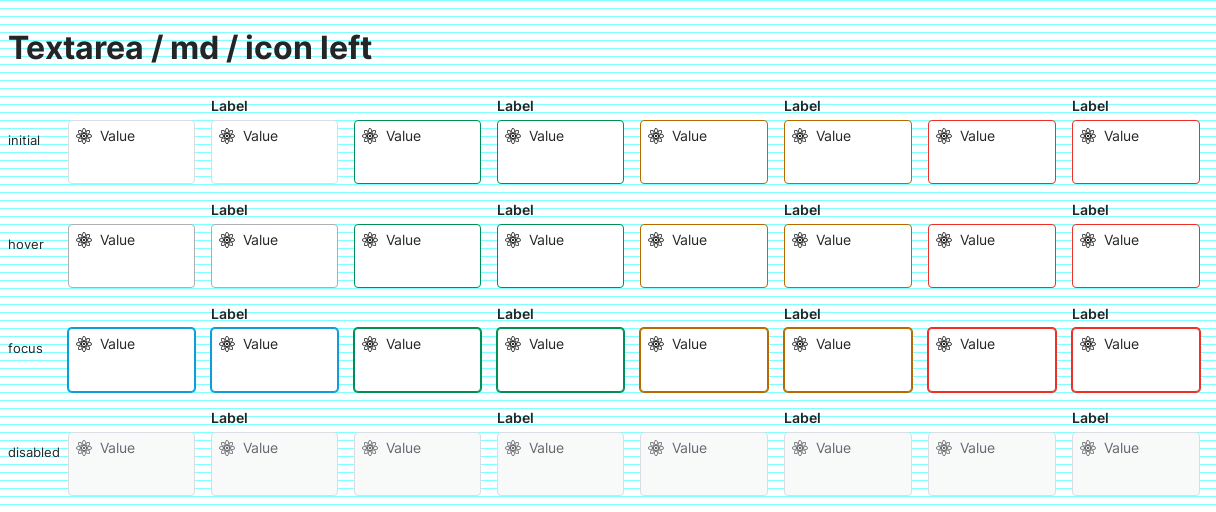 Textarea / md / icon left
Label Label Label Label
initial Value Value Value Value Value Value Value Value
Label Label Label Label
hover Value Value Value Value Value Value Value Value
Label Label Label Label
focus Value Value Value Value Value Value Value Value
Label Label Label Label
disabled Value Value Value Value Value Value Value Value